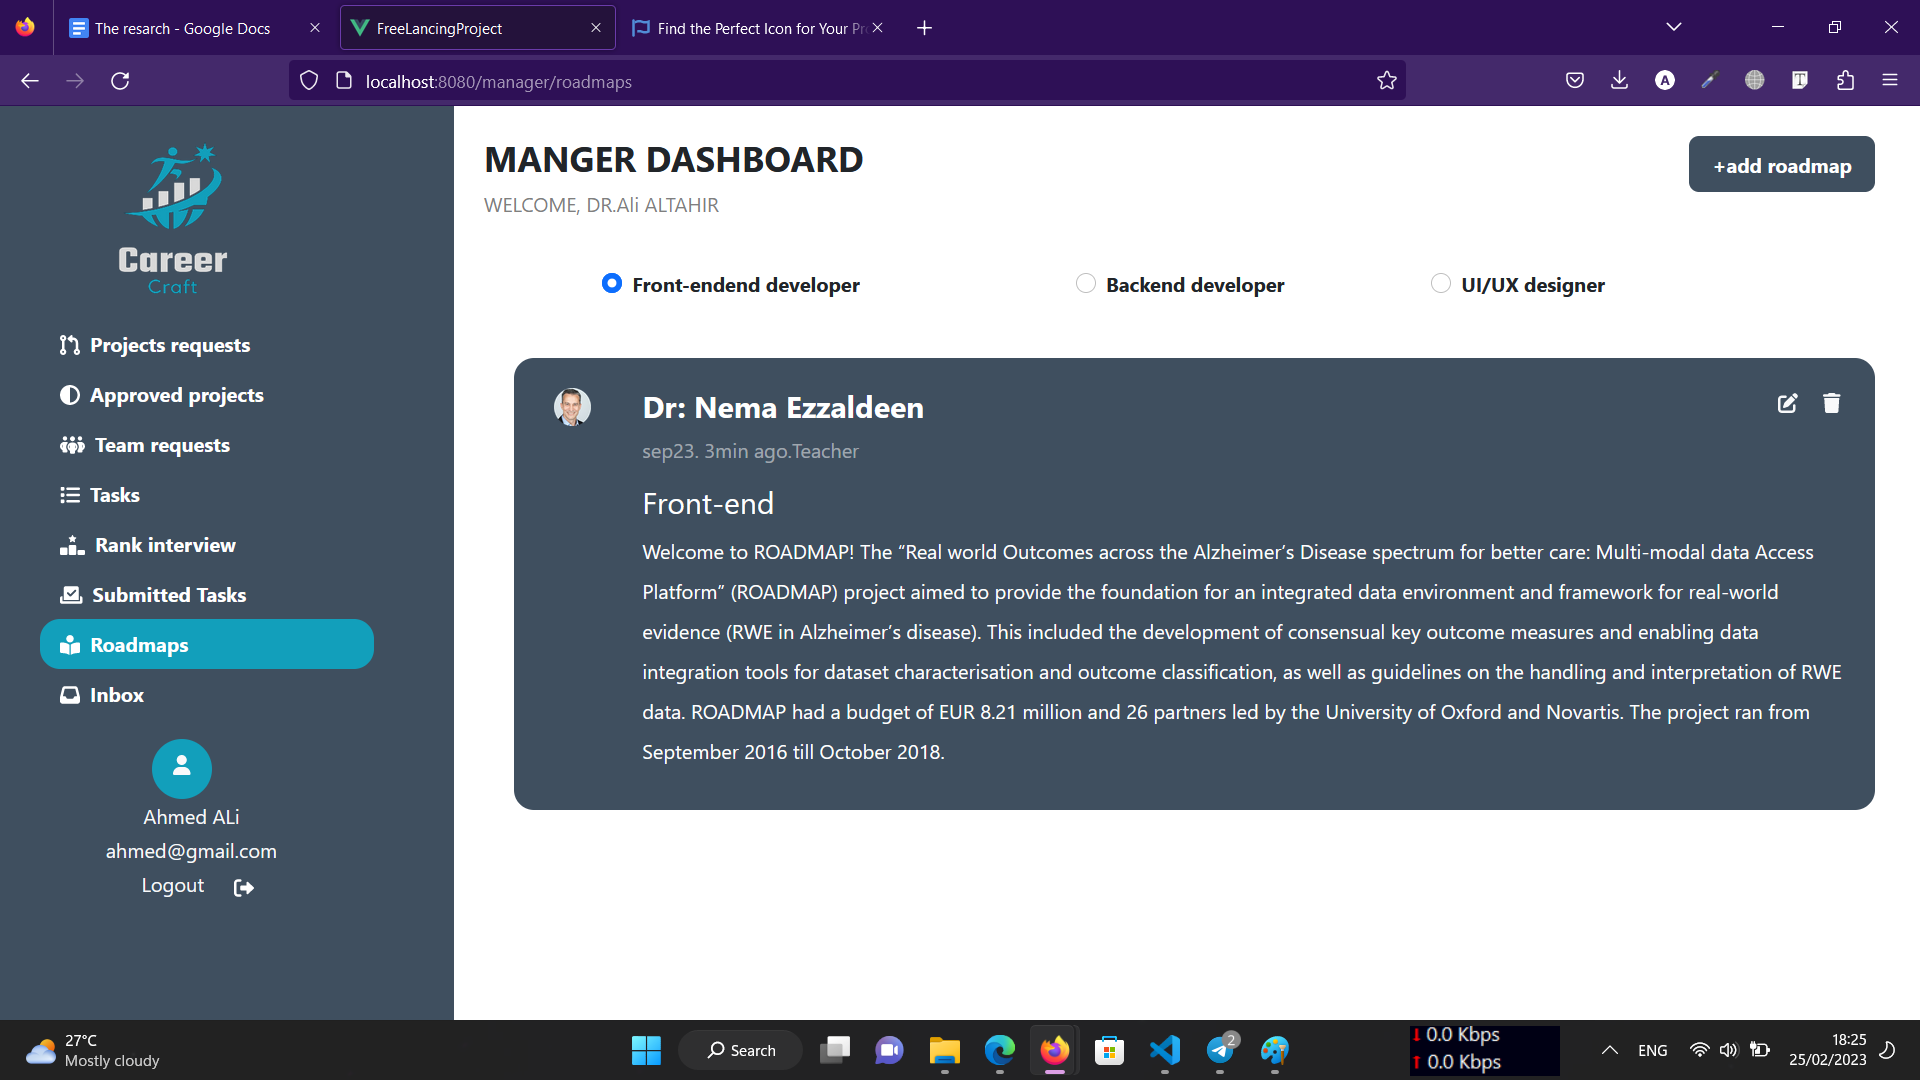 The resarch - Google Docs
FreeLancingProject
Find the Perfect Icon for Your Pr
localhost:8080/manager/roadmaps
Career
Craft
Projects requests
Approved projects
Team requests
Tasks
Rank interview
Submitted Tasks
Roadmaps
Inbox
Ahmed ALi
ahmed@gmail.com
Logout
MANGER DASHBOARD
+add roadmap
WELCOME, DR.Ali ALTAHIR
Front-endend developer
Backend developer
UI/UX designer
Dr: Nema Ezzaldeen
sep23. 3min ago.Teacher
Front-end
Welcome to ROADMAP! The “Real world Outcomes across the Alzheimer’s Disease spectrum for better care: Multi-modal data Access
Platform” (ROADMAP) project aimed to provide the foundation for an integrated data environment and framework for real-world
evidence (RWE in Alzheimer’s disease). This included the development of consensual key outcome measures and enabling data
integration tools for dataset characterisation and outcome classification, as well as guidelines on the handling and interpretation of RWE
data. ROADMAP had a budget of EUR 8.21 million and 26 partners led by the University of Oxford and Novartis. The project ran from
September 2016 till October 2018.
27°C
Mostly cloudy
Search
2
0.0 Kbps
0.0 Kbps
ENG
18:25
25/02/2023